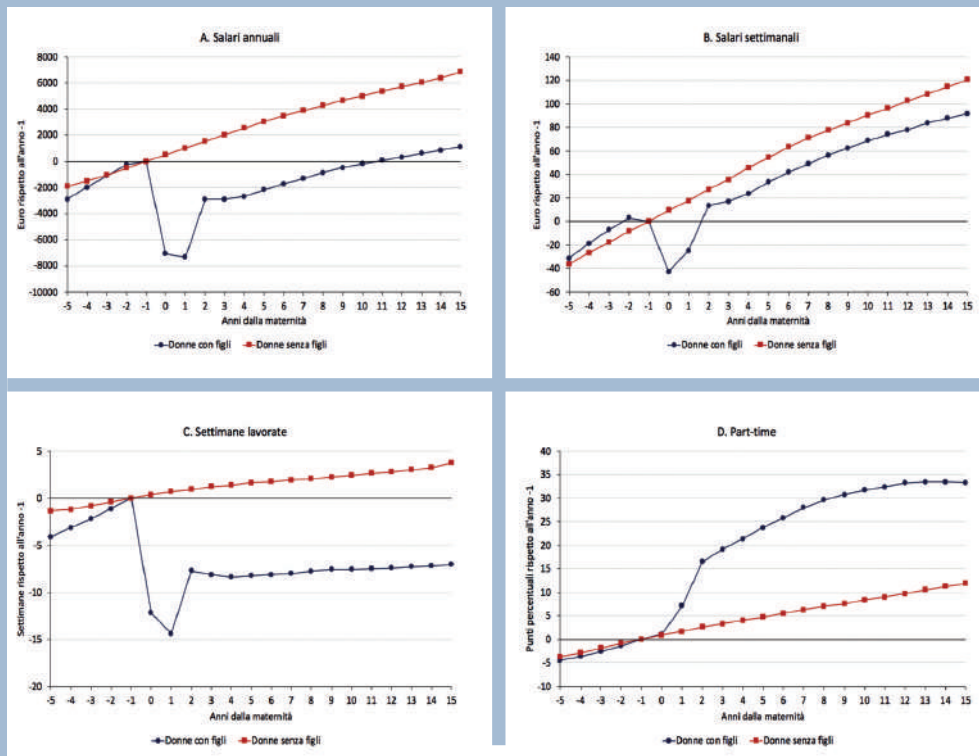 A. Salari annuali
Euro rispetto all'anno -1
8000
6000
4000
2000
0
-2000
-4000
-6000
-8000
-10000
-5 -4 -3 -2 -1 0 1 2 3 4 5 6 7 8 9 10 11 12 13 14 15
Anni dalla maternità
Donne con figli Donne senza figli
B. Salari settimanali
Euro rispetto all'anno -1
140
120
100
80
60
40
20
0
-20
-40
-60
-5 -4 -3 -2 -1 0 1 2 3 4 5 6 7 8 9 10 11 12 13 14 15
Anni dalla maternità
Donne con figli Donne senza figli
C. Settimane lavorate
Settimane rispetto all'anno -1
5
0
-5
-10
-15
-20
-5 -4 -3 -2 -1 0 1 2 3 4 5 6 7 8 9 10 11 12 13 14 15
Anni dalla maternità
Donne con figli Donne senza figli
D. Part-time
Punti percentuali rispetto all'anno -1
40
35
30
25
20
15
10
5
0
-5
-10
-5 -4 -3 -2 -1 0 1 2 3 4 5 6 7 8 9 10 11 12 13 14 15
Anni dalla maternità
Donne con figli Donne senza figli